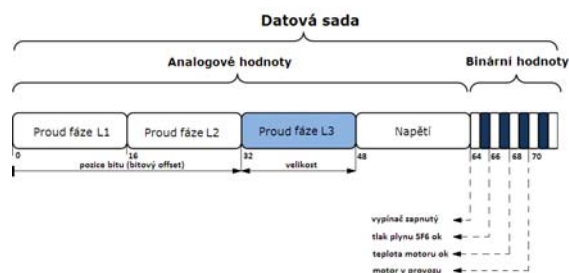 Datová sada
Analogové hodnoty
Binární hodnoty
Proud fáze L1
Proud fáze L2
Proud fáze L3
Napětí
0 16 32 48 64 66 68 70
pozice bitu (bitový offset)
velikost
vypínač zapnutý
tlak plynu SF6 ok
teplota motoru ok
motor v provozu